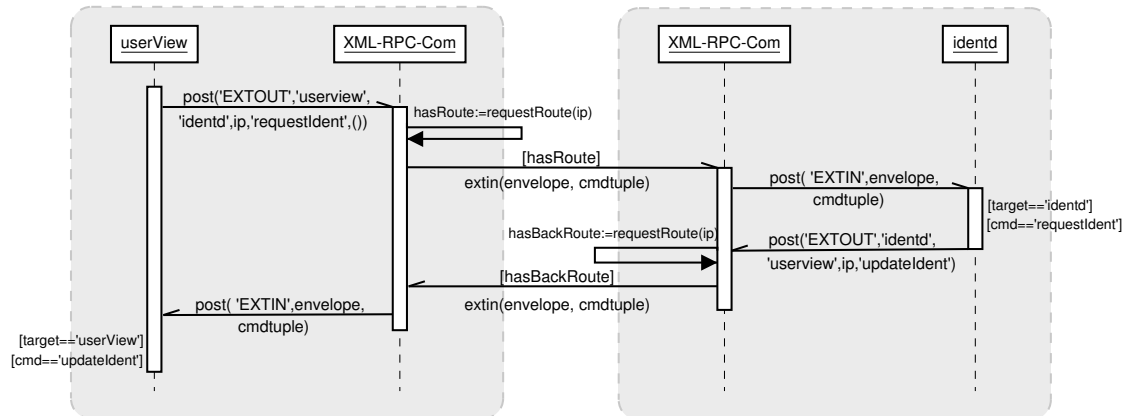 userView
XML-RPC-Com
XML-RPC-Com
identd
post('EXTOUT','userview',
'identd',ip,'requestIdent',())
hasRoute:=requestRoute(ip)
[hasRoute]
extin(envelope, cmdtuple)
post( 'EXTIN',envelope,
cmdtuple)
[target=='identd']
[cmd=='requestIdent']
hasBackRoute:=requestRoute(ip)
post('EXTOUT','identd',
'userview',ip,'updateIdent')
[hasBackRoute]
extin(envelope, cmdtuple)
post( 'EXTIN',envelope,
cmdtuple)
[target=='userView']
[cmd=='updateIdent']